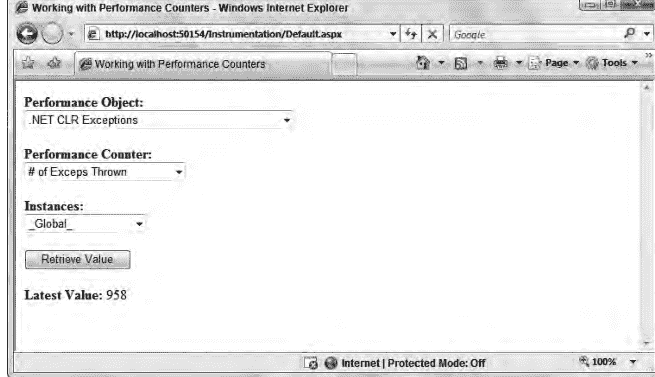 Working with Performance Counters - Windows Internet Explorer
http://localhost:50154/Instrumentation/Default.aspx
Google
Working with Performance Counters
Page
Tools
Performance Object:
.NET CLR Exceptions
Performance Counter:
# of Exceps Thrown
Instances:
_Global_
Retrieve Value
Latest Value: 958
Internet | Protected Mode: Off
100%